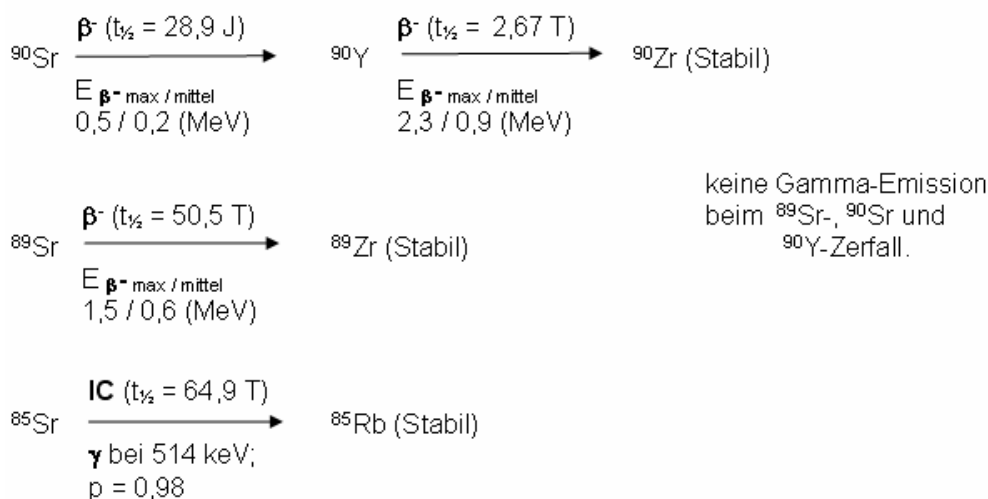 β⁻ (t½ = 28,9 J)
β⁻ (t½ = 2,67 T)
⁹⁰Sr
⁹⁰Y
⁹⁰Zr (Stabil)
E β⁻ max / mittel
0,5 / 0,2 (MeV)
E β⁻ max / mittel
2,3 / 0,9 (MeV)
keine Gamma-Emission
beim ⁸⁹Sr-, ⁹⁰Sr und
⁹⁰Y-Zerfall.
β⁻ (t½ = 50,5 T)
⁸⁹Sr
⁸⁹Zr (Stabil)
E β⁻ max / mittel
1,5 / 0,6 (MeV)
IC (t½ = 64,9 T)
⁸⁵Sr
⁸⁵Rb (Stabil)
γ bei 514 keV;
p = 0,98